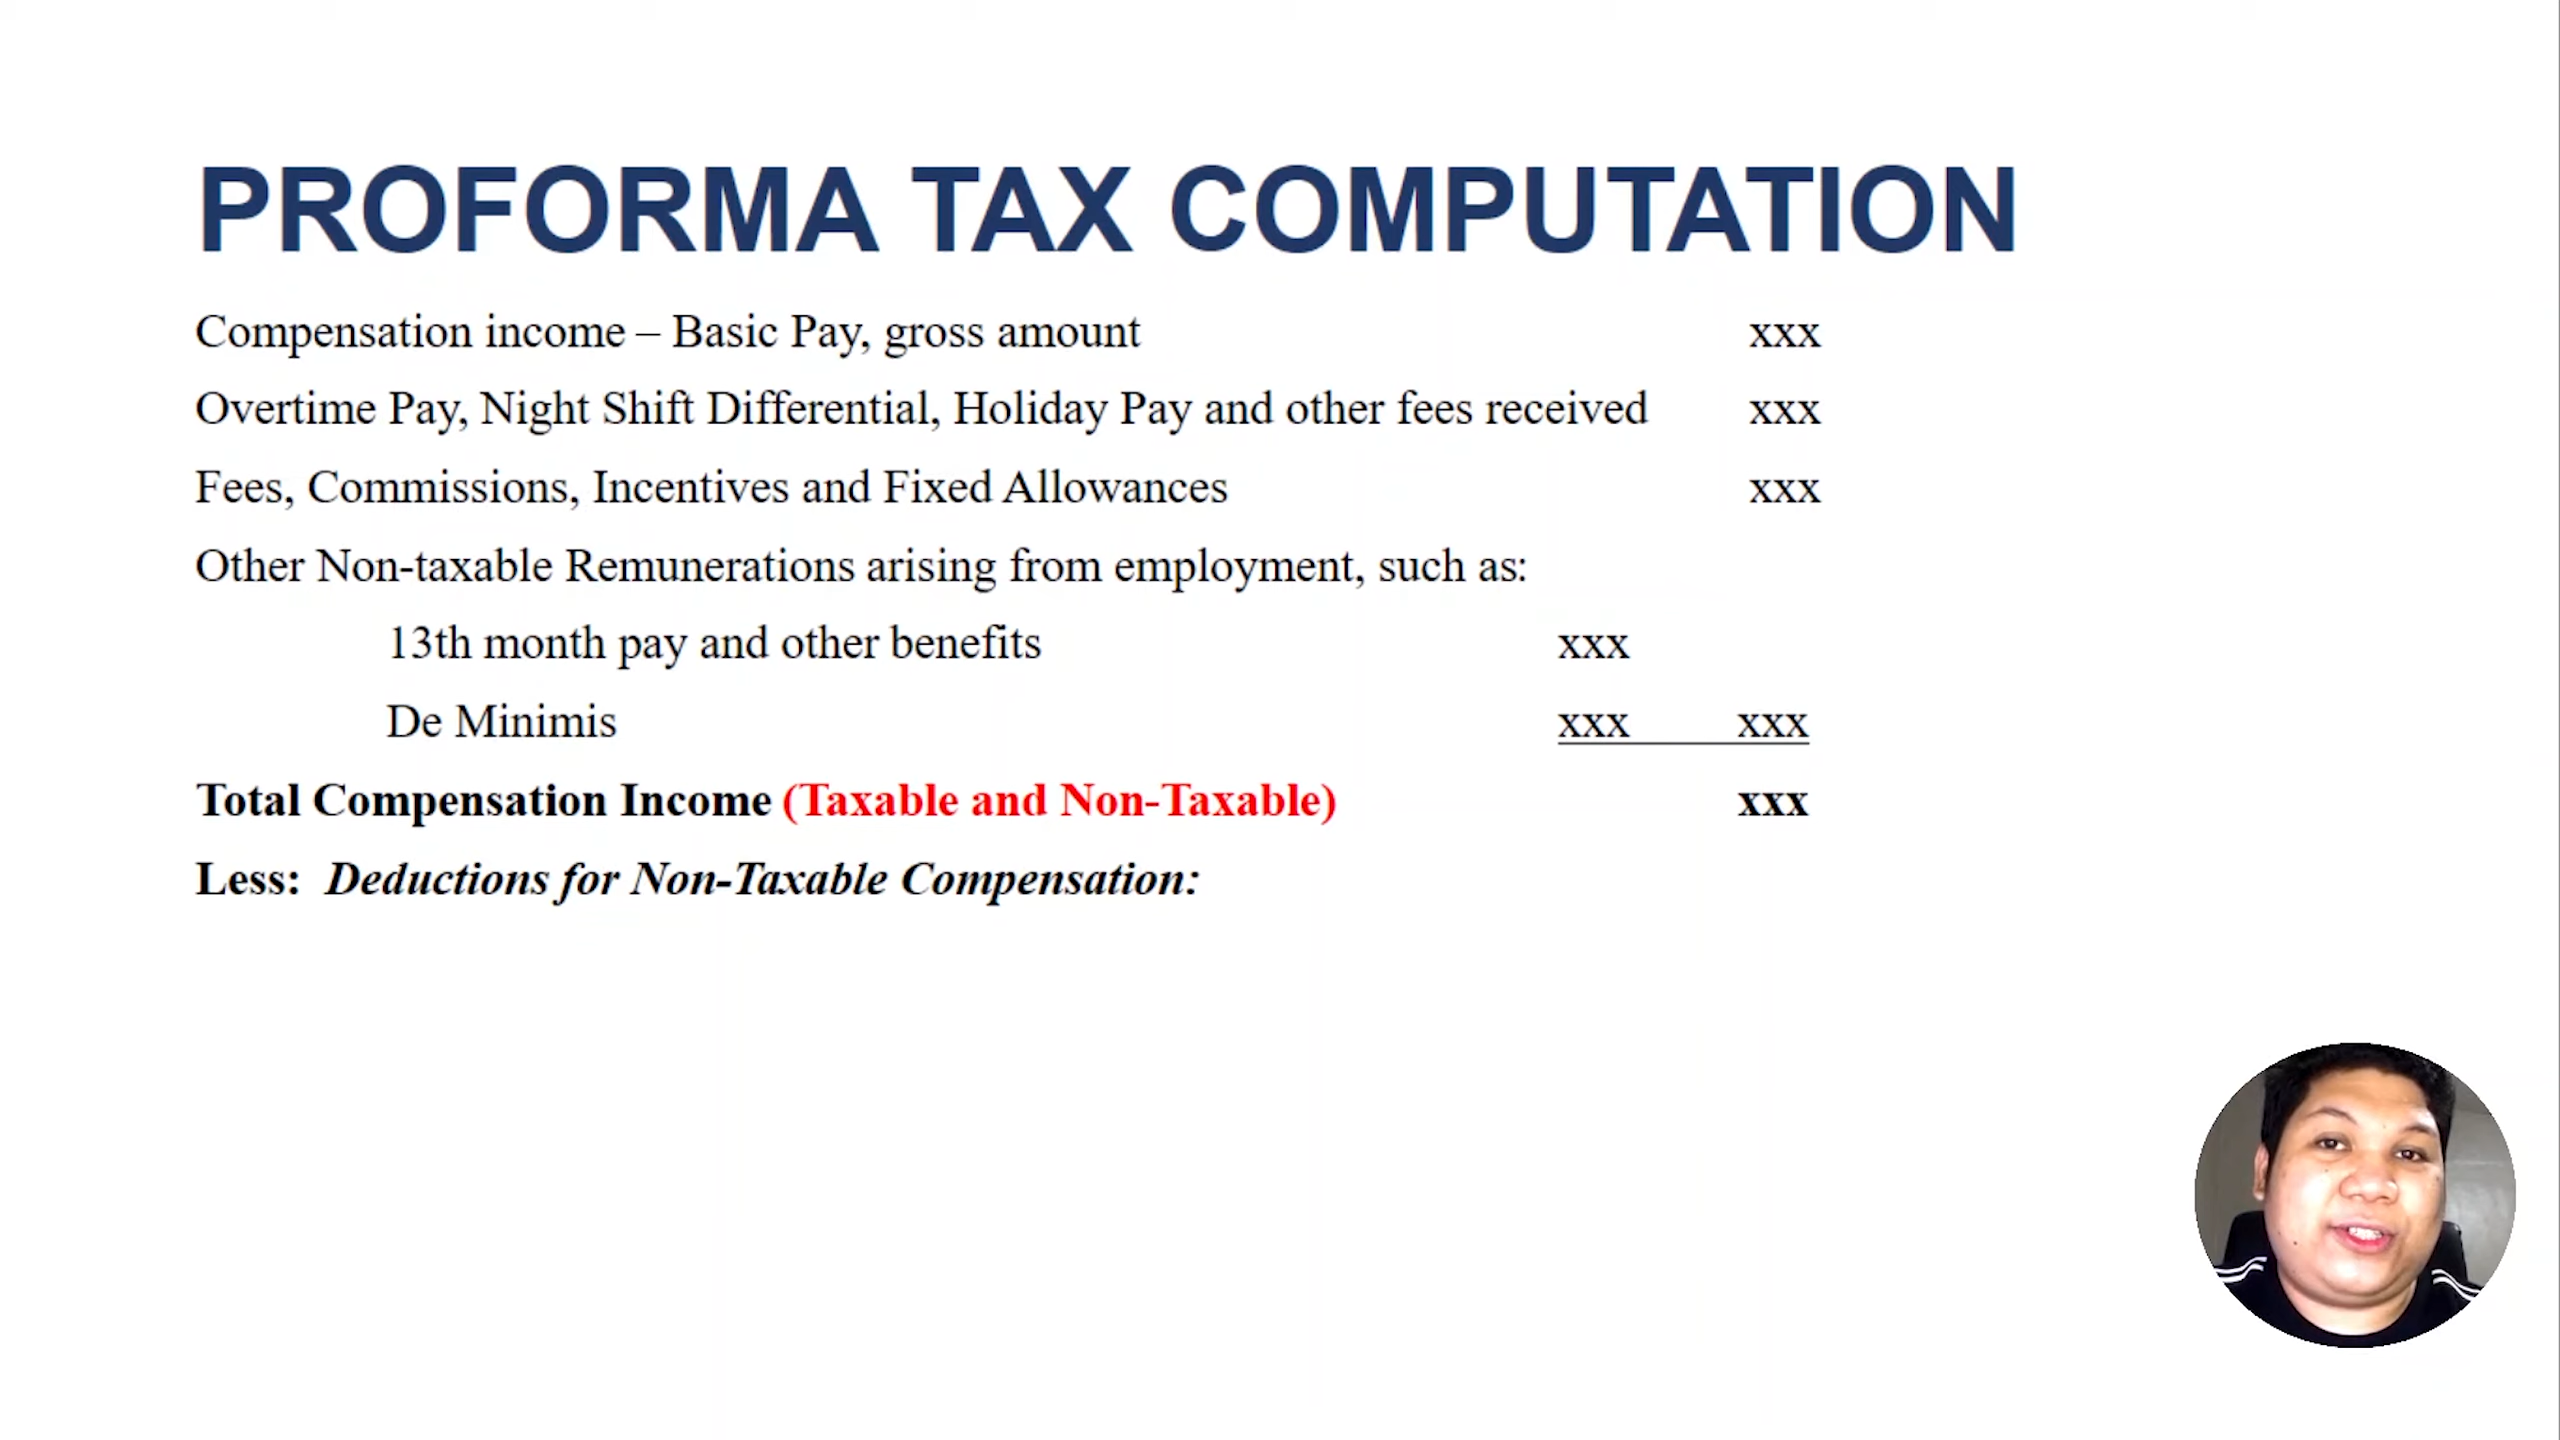 PROFORMA TAX COMPUTATION
Compensation income – Basic Pay, gross amount xxx
Overtime Pay, Night Shift Differential, Holiday Pay and other fees received xxx
Fees, Commissions, Incentives and Fixed Allowances xxx
Other Non-taxable Remunerations arising from employment, such as:
13th month pay and other benefits xxx
De Minimis xxx xxx
Total Compensation Income (Taxable and Non-Taxable) xxx
Less: Deductions for Non-Taxable Compensation: